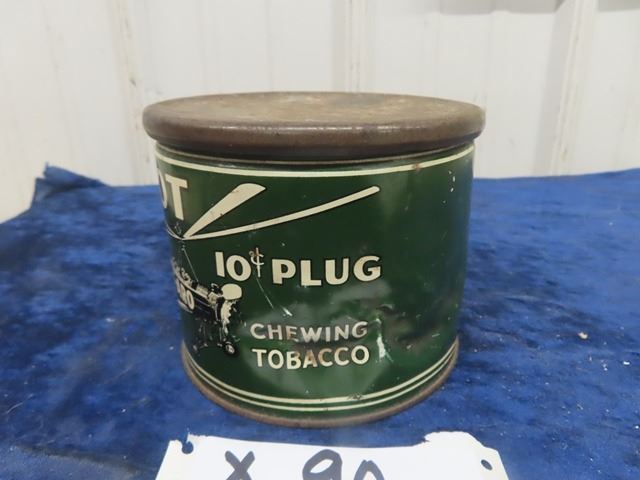 OT
10¢ PLUG
CHEWING
TOBACCO
X 90